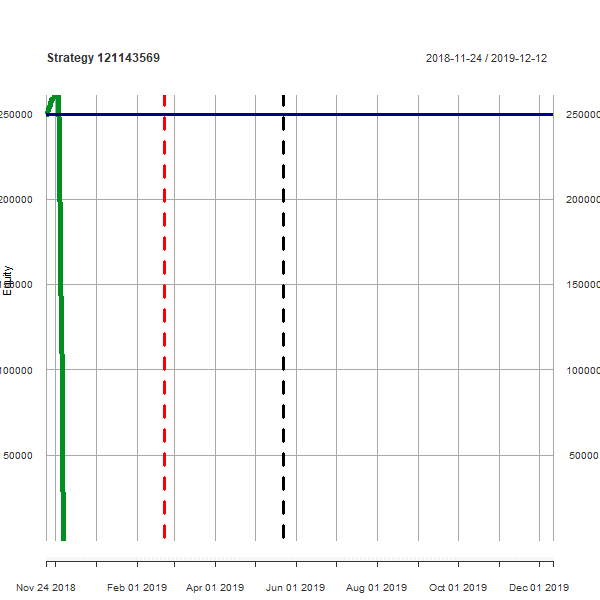 Strategy 121143569
2018-11-24 / 2019-12-12
250000 250000
200000 200000
Equity
150000
100000 100000
50000 50000
Nov 24 2018 Feb 01 2019 Apr 01 2019 Jun 01 2019 Aug 01 2019 Oct 01 2019 Dec 01 2019